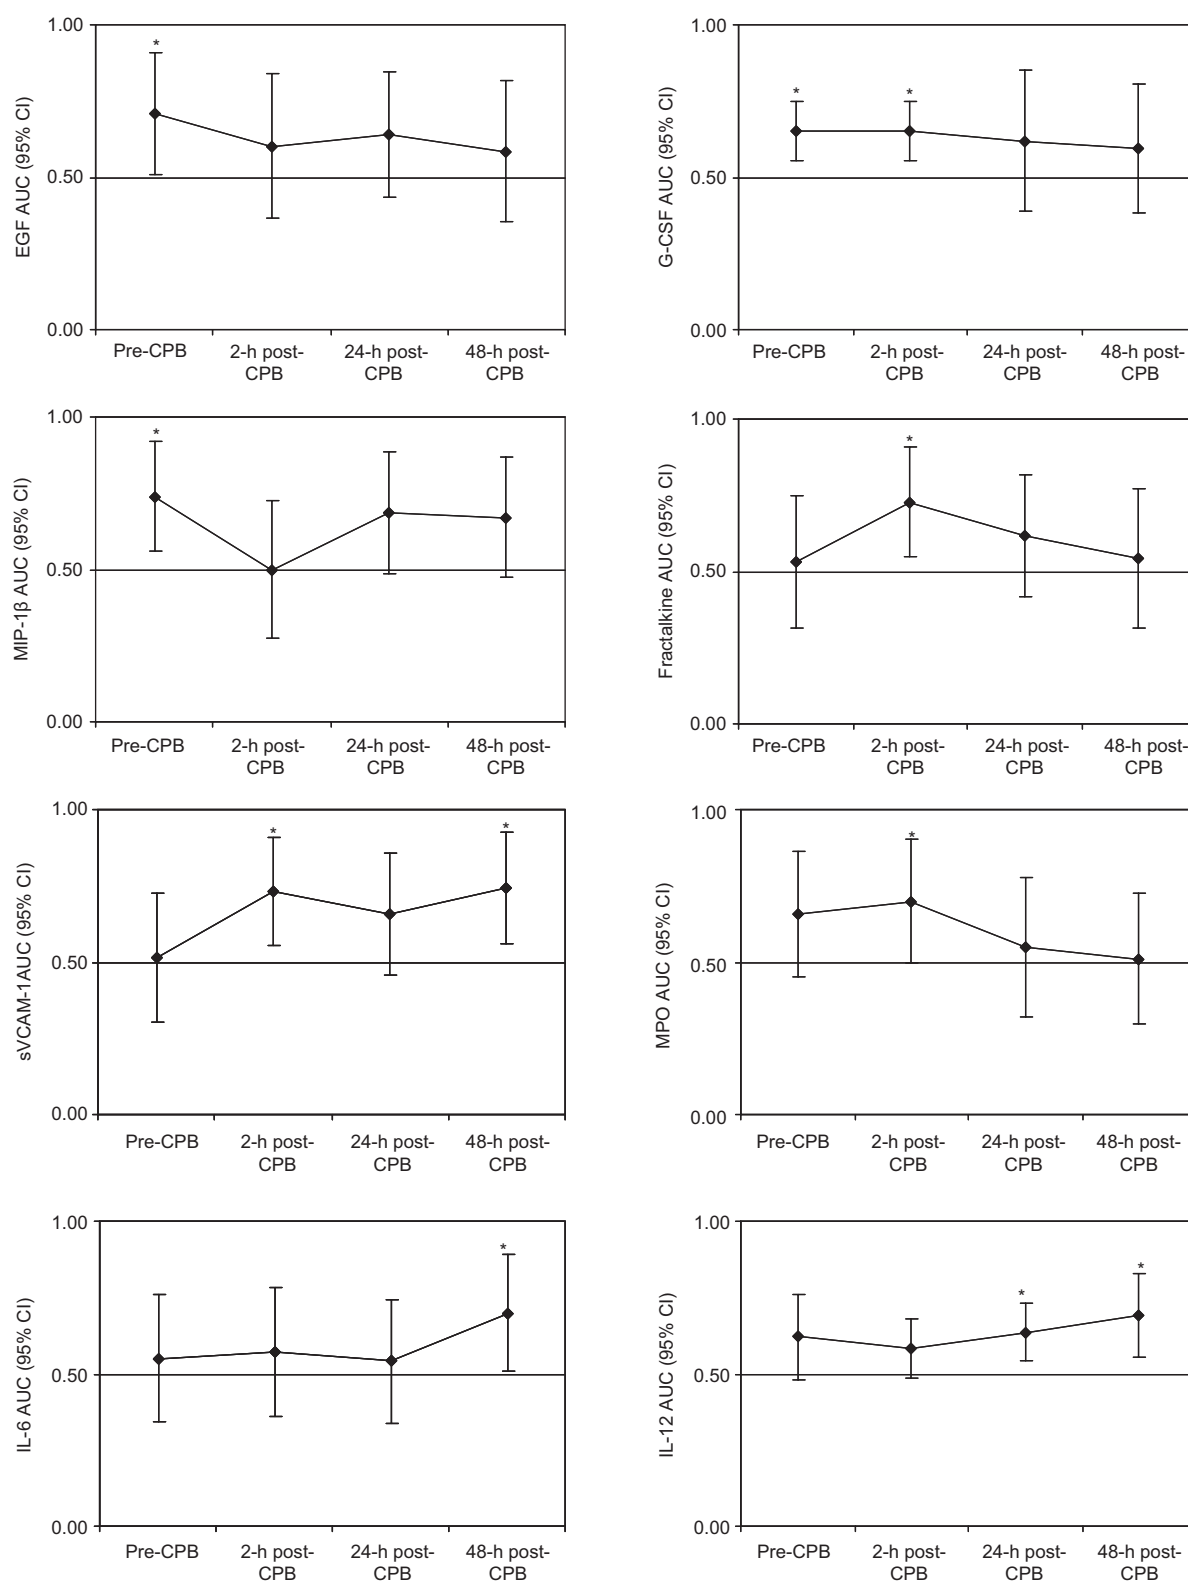 1.00
*
0.50
0.00
EGF AUC (95% CI)
Pre-CPB
2-h post-
CPB
24-h post-
CPB
48-h post-
CPB
1.00
*
*
0.50
0.00
G-CSF AUC (95% CI)
Pre-CPB
2-h post-
CPB
24-h post-
CPB
48-h post-
CPB
1.00
*
0.50
0.00
MIP-1β AUC (95% CI)
Pre-CPB
2-h post-
CPB
24-h post-
CPB
48-h post-
CPB
1.00
*
0.50
0.00
Fractalkine AUC (95% CI)
Pre-CPB
2-h post-
CPB
24-h post-
CPB
48-h post-
CPB
1.00
*
*
0.50
0.00
sVCAM-1AUC (95% CI)
Pre-CPB
2-h post-
CPB
24-h post-
CPB
48-h post-
CPB
1.00
*
0.50
0.00
MPO AUC (95% CI)
Pre-CPB
2-h post-
CPB
24-h post-
CPB
48-h post-
CPB
1.00
*
0.50
0.00
IL-6 AUC (95% CI)
Pre-CPB
2-h post-
CPB
24-h post-
CPB
48-h post-
CPB
1.00
*
*
0.50
0.00
IL-12 AUC (95% CI)
Pre-CPB
2-h post-
CPB
24-h post-
CPB
48-h post-
CPB